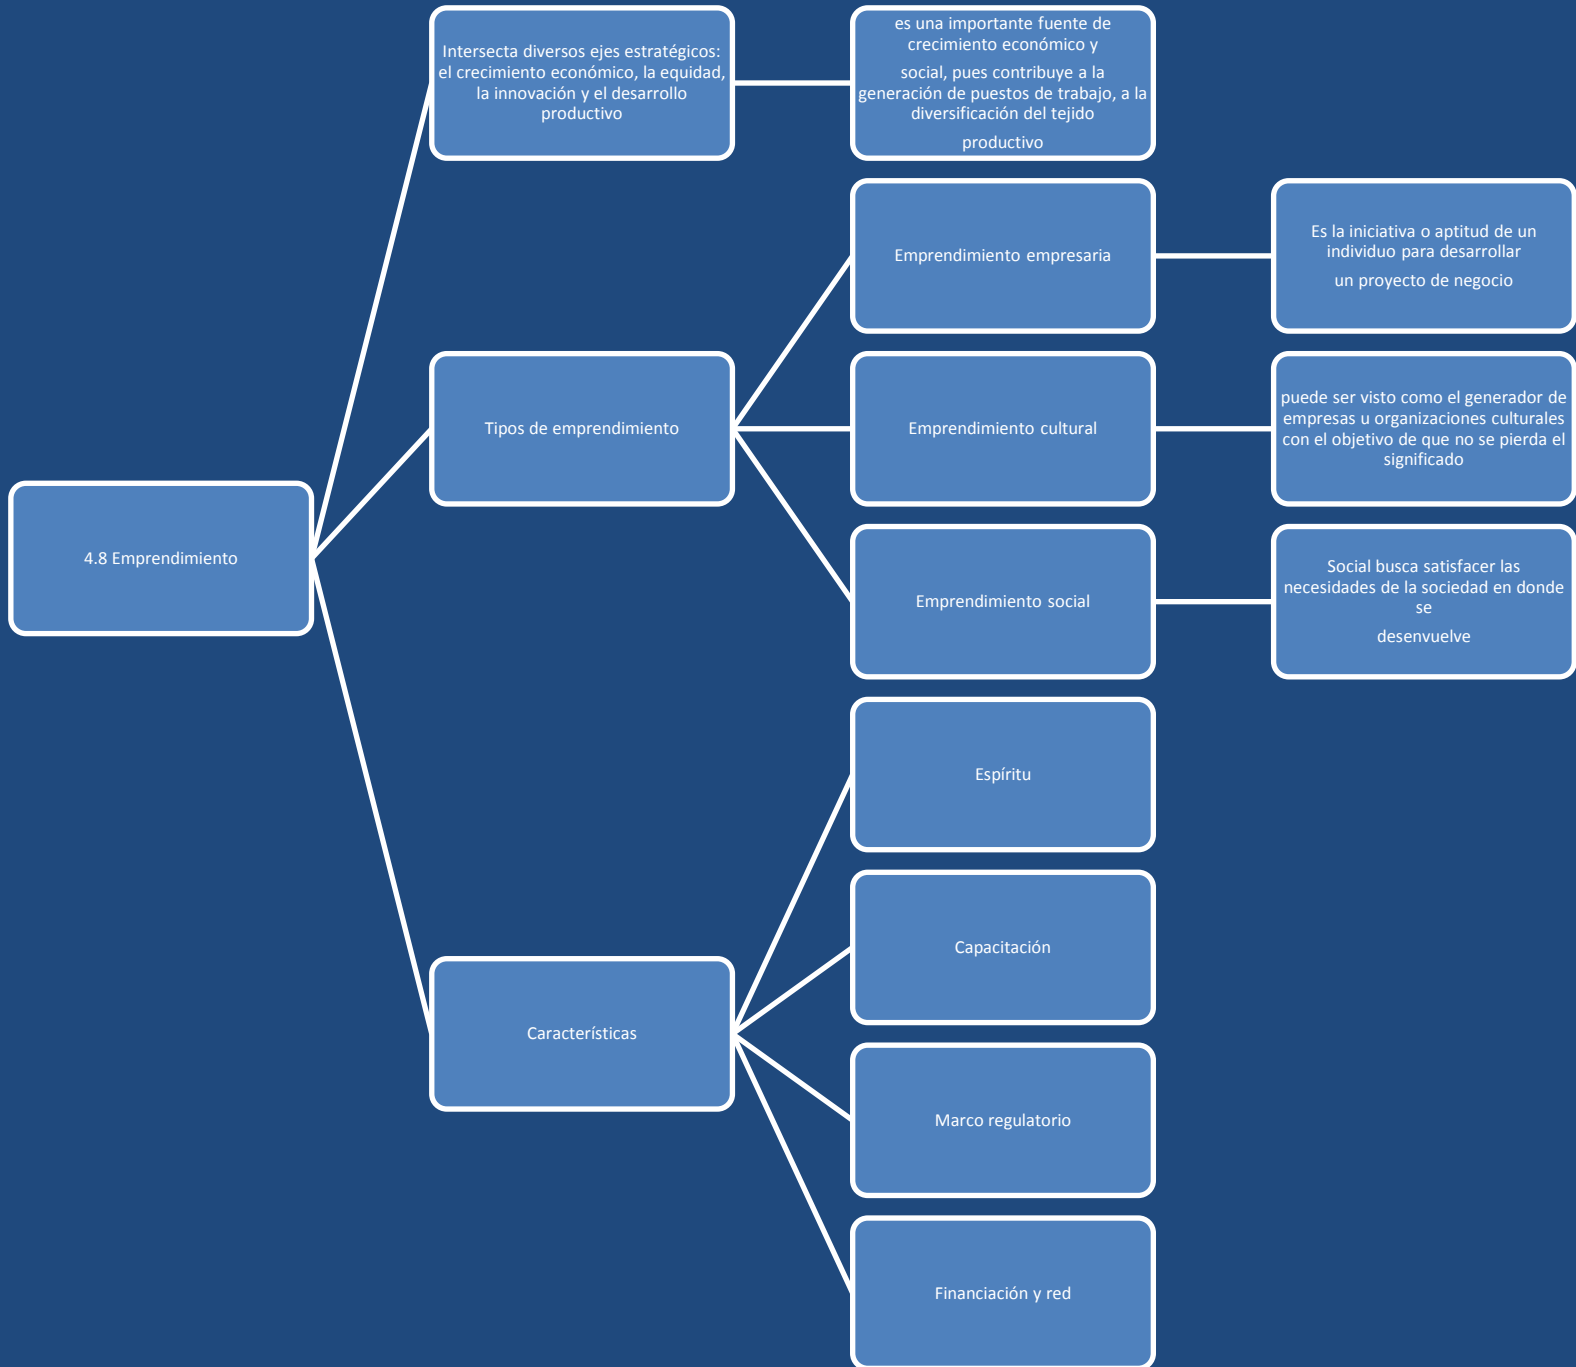 Intersecta diversos ejes estratégicos:
el crecimiento económico, la equidad,
la innovación y el desarrollo
productivo
es una importante fuente de
crecimiento económico y
social, pues contribuye a la
generación de puestos de trabajo, a la
diversificación del tejido
productivo
Emprendimiento empresaria
Es la iniciativa o aptitud de un
individuo para desarrollar
un proyecto de negocio
Tipos de emprendimiento
Emprendimiento cultural
puede ser visto como el generador de
empresas u organizaciones culturales
con el objetivo de que no se pierda el
significado
4.8 Emprendimiento
Emprendimiento social
Social busca satisfacer las
necesidades de la sociedad en donde
se
desenvuelve
Espíritu
Capacitación
Característicias
Marco regulatorio
Financiación y red